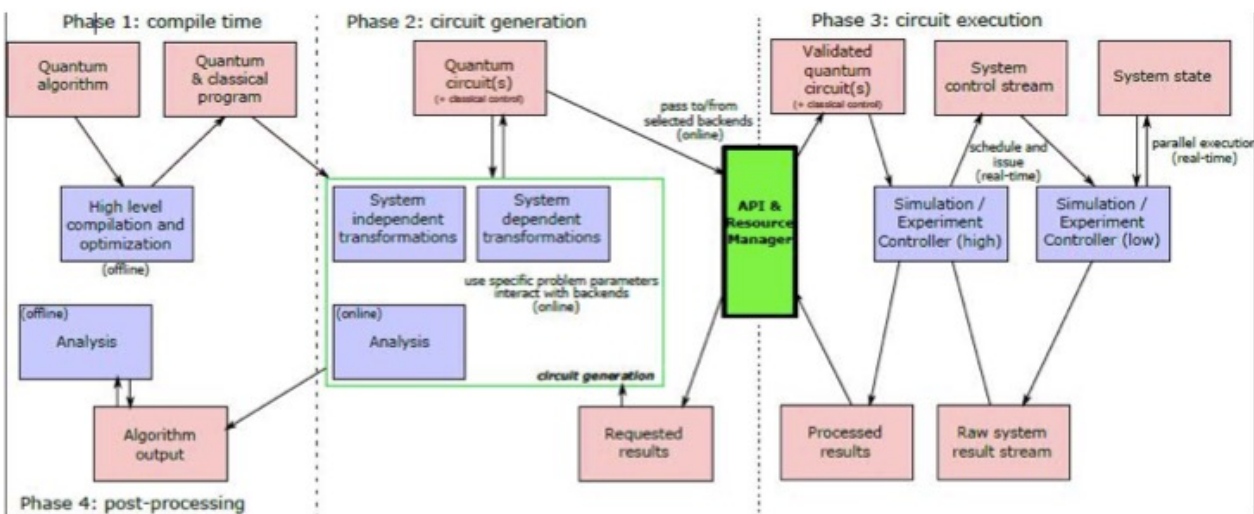 Phase 1: compile time
Quantum
algorithm
Quantum
& classical
program
High level
compilation and
optimization
(offline)
(offline)
Analysis
Algorithm
output
Phase 4: post-processing
Phase 2: circuit generation
Quantum
circuit(s)
(+ classical control)
pass to/from
selected backends
(online)
System
independent
transformations
System
dependent
transformations
use specific problem parameters
interact with backends
(online)
(online)
Analysis
circuit generation
Requested
results
API &
Resource
Manager
Phase 3: circuit execution
Validated
quantum
circuit(s)
(+ classical control)
System
control stream
System state
schedule and
issue
(real-time)
parallel execution
(real-time)
Simulation /
Experiment
Controller (high)
Simulation /
Experiment
Controller (low)
Processed
results
Raw system
result stream